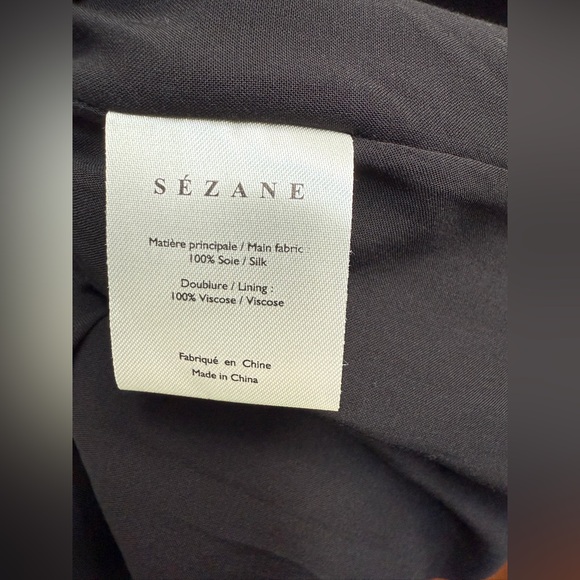 SÉZANE
Matière principale / Main fabric :
100% Soie / Silk
Doublure / Lining :
100% Viscose / Viscose
Fabriqué en Chine
Made in China